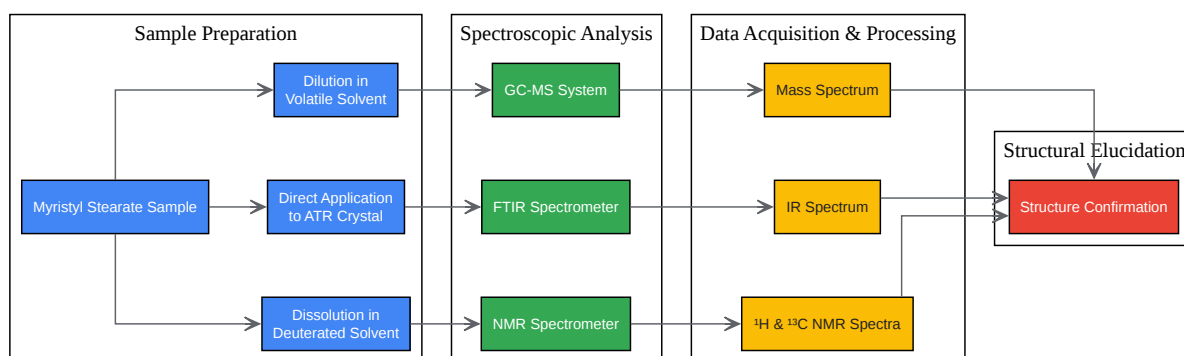 Sample Preparation
Spectroscopic Analysis
Data Acquisition & Processing
Structural Elucidation
Dilution in
Volatile Solvent
GC-MS System
Mass Spectrum
Myristyl Stearate Sample
Direct Application
to ATR Crystal
FTIR Spectrometer
IR Spectrum
Structure Confirmation
Dissolution in
Deuterated Solvent
NMR Spectrometer
¹H & ¹³C NMR Spectra